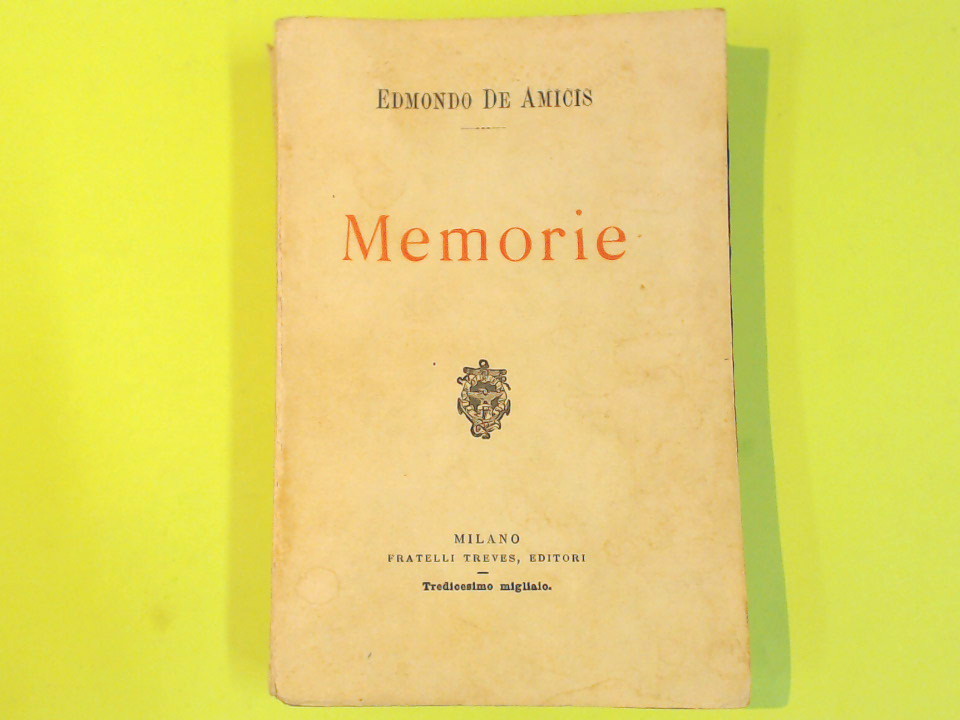 EDMONDO DE AMICIS
Memorie
MILANO
FRATELLI TREVES, EDITORI
Tredicesimo migliaio.